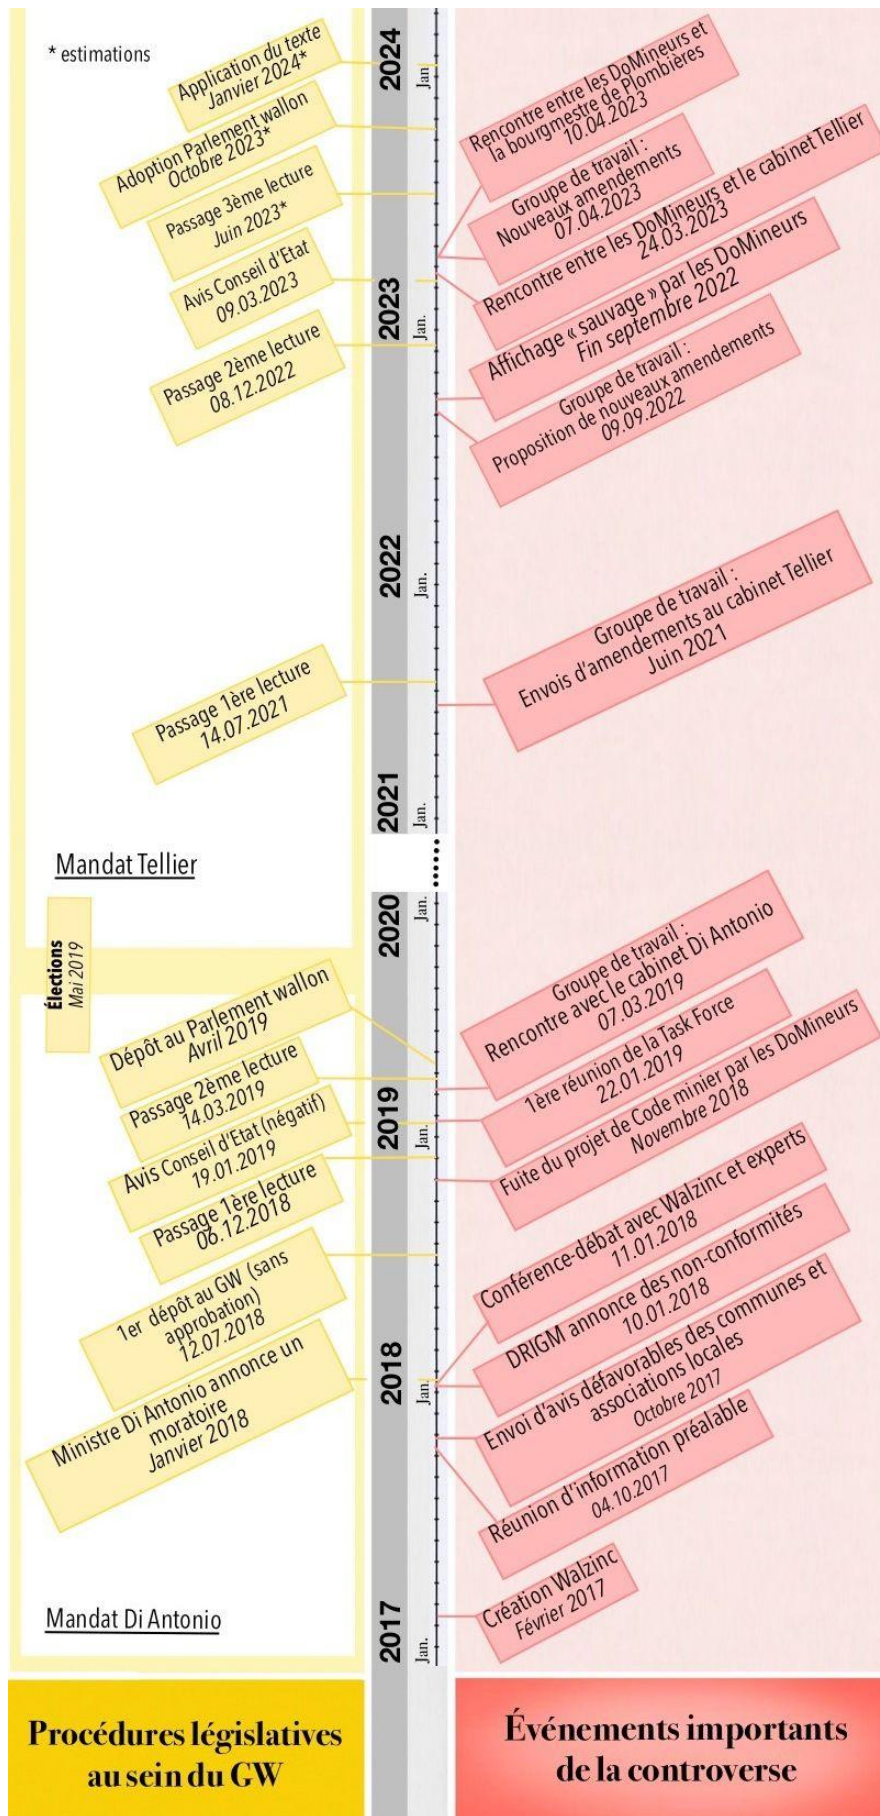 * estimations
Application du texte
Janvier 2024*
Adoption Parlement wallon
Octobre 2023*
Passage 3ème lecture
Juin 2023*
Avis Conseil d'Etat
09.03.2023
Passage 2ème lecture
08.12.2022
Passage 1ère lecture
14.07.2021
Mandat Tellier
Élections
Mai 2019
Dépôt au Parlement wallon
Avril 2019
Passage 2ème lecture
14.03.2019
Avis Conseil d'Etat (négatif)
19.01.2019
Passage 1ère lecture
06.12.2018
1er dépôt au GW (sans
approbation)
12.07.2018
Ministre Di Antonio annonce un
moratoire
Janvier 2018
Mandat Di Antonio
Procédures législatives
au sein du GW
2024
Jan
2023
Jan.
2022
Jan.
2021
Jan.
2020
Jan.
2019
Jan.
2018
Jan.
2017
Jan.
Rencontre entre les DoMineurs et
la bourgmestre de Plombières
10.04.2023
Groupe de travail :
Nouveaux amendements
07.04.2023
Rencontre entre les DoMineurs et le cabinet Tellier
24.03.2023
Affichage « sauvage » par les DoMineurs
Fin septembre 2022
Groupe de travail :
Proposition de nouveaux amendements
09.09.2022
Groupe de travail :
Envois d'amendements au cabinet Tellier
Juin 2021
Groupe de travail :
Rencontre avec le cabinet Di Antonio
07.03.2019
1ère réunion de la Task Force
22.01.2019
Fuite du projet de Code minier par les DoMineurs
Novembre 2018
Conférence-débat avec Walzinc et experts
11.01.2018
DRIGM annonce des non-conformités
10.01.2018
Envoi d'avis défavorables des communes et
associations locales
Octobre 2017
Réunion d'information préalable
04.10.2017
Création Walzinc
Février 2017
Événements importants
de la controverse